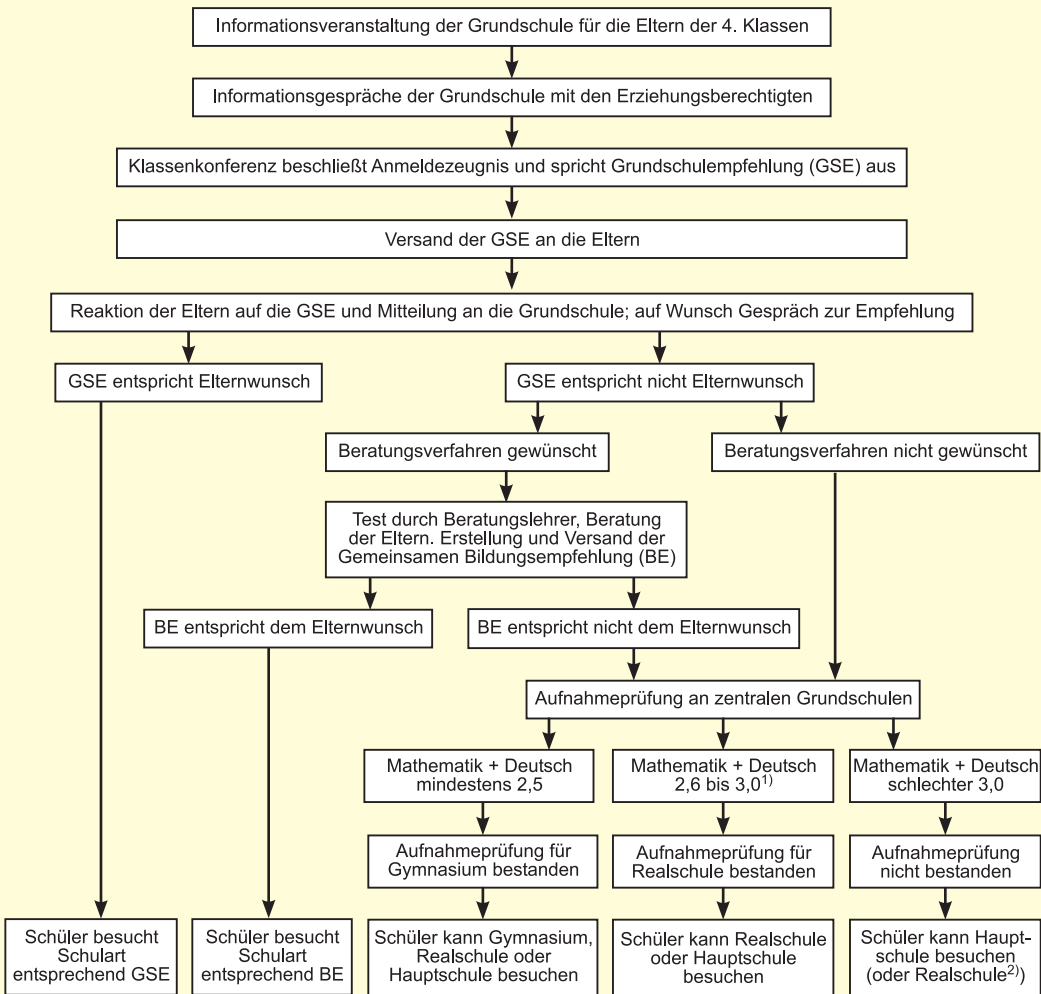 Informationsveranstaltung der Grundschule für die Eltern der 4. Klassen
Informationsgespräche der Grundschule mit den Erziehungsberechtigten
Klassenkonferenz beschließt Anmeldezeugnis und spricht Grundschulempfehlung (GSE) aus
Versand der GSE an die Eltern
Reaktion der Eltern auf die GSE und Mitteilung an die Grundschule; auf Wunsch Gespräch zur Empfehlung
GSE entspricht Elternwunsch
GSE entspricht nicht Elternwunsch
Beratungsverfahren gewünscht
Beratungsverfahren nicht gewünscht
Test durch Beratungslehrer, Beratung
der Eltern. Erstellung und Versand der
Gemeinsamen Bildungsempfehlung (BE)
BE entspricht dem Elternwunsch
BE entspricht nicht dem Elternwunsch
Aufnahmeprüfung an zentralen Grundschulen
Mathematik + Deutsch
mindestens 2,5
Mathematik + Deutsch
2,6 bis 3,0¹⁾
Mathematik + Deutsch
schlechter 3,0
Aufnahmeprüfung für
Gymnasium bestanden
Aufnahmeprüfung für
Realschule bestanden
Aufnahmeprüfung
nicht bestanden
Schüler besucht
Schulart
entsprechend GSE
Schüler besucht
Schulart
entsprechend BE
Schüler kann Gymnasium,
Realschule oder
Hauptschule besuchen
Schüler kann Realschule
oder Hauptschule
besuchen
Schüler kann Haupt-
schule besuchen
(oder Realschule²⁾)